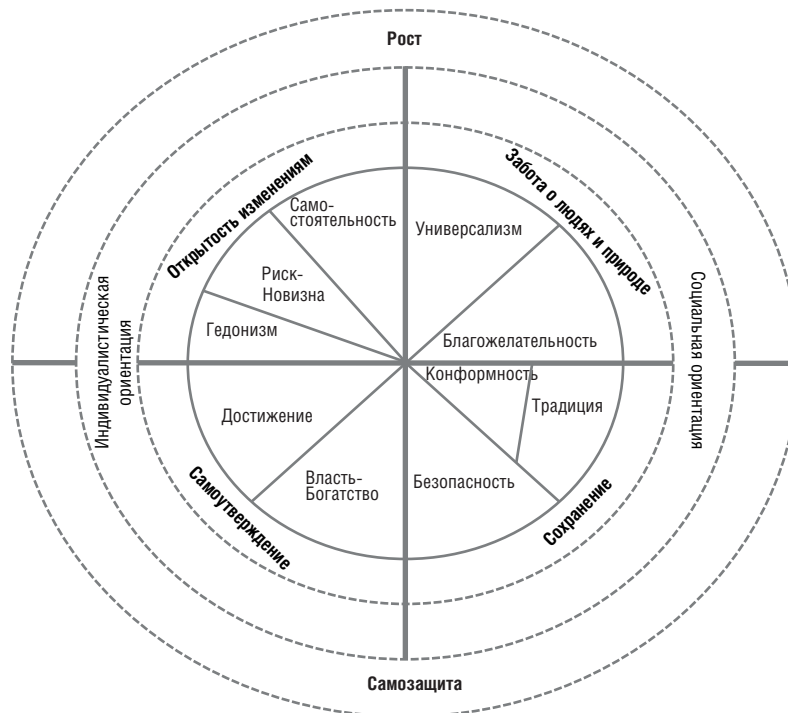 Рост
Открытость изменениям
Забота о людях и природе
Само-
стоятельность
Универсализм
Риск-
Новизна
Гедонизм
Благожелательность
Индивидуалистическая
ориентация
Социальная ориентация
Конформность
Традиция
Достижение
Власть-
Богатство
Безопасность
Самоутверждение
Сохранение
Самозащита